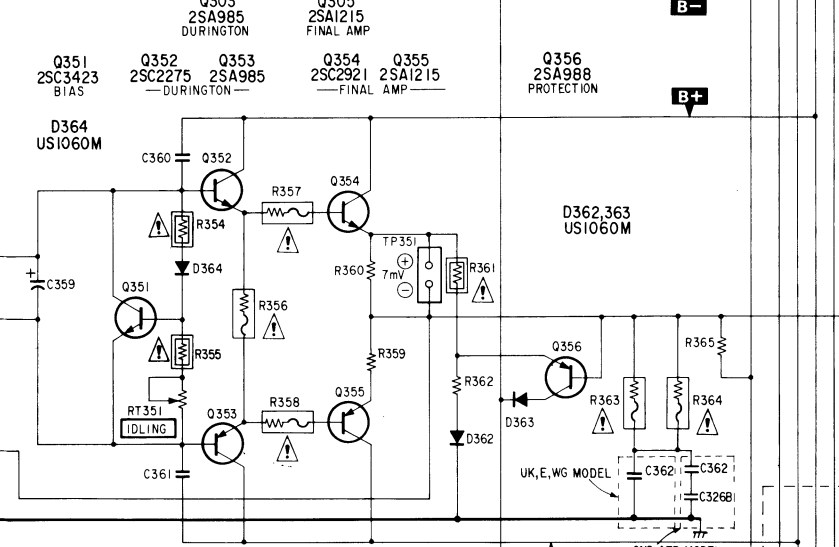 Q303
2SA985
DURINGTON
Q305
2SA1215
FINAL AMP
B-
Q351
2SC3423
BIAS
Q352
2SC2275
Q353
2SA985
DURINGTON
Q354
2SC2921
Q355
2SA1215
FINAL AMP
Q356
2SA988
PROTECTION
B+
D364
US1060M
C360
Q352
R357
Q354
D362,363
US1060M
R354
TP351
R360
7mV
R361
D364
+
C359
Q351
R356
R355
R359
Q356
R365
R362
RT351
IDLING
Q353
R358
Q355
D363
R363
R364
D362
C361
UK,E,WG MODEL
C362
C362
C326B